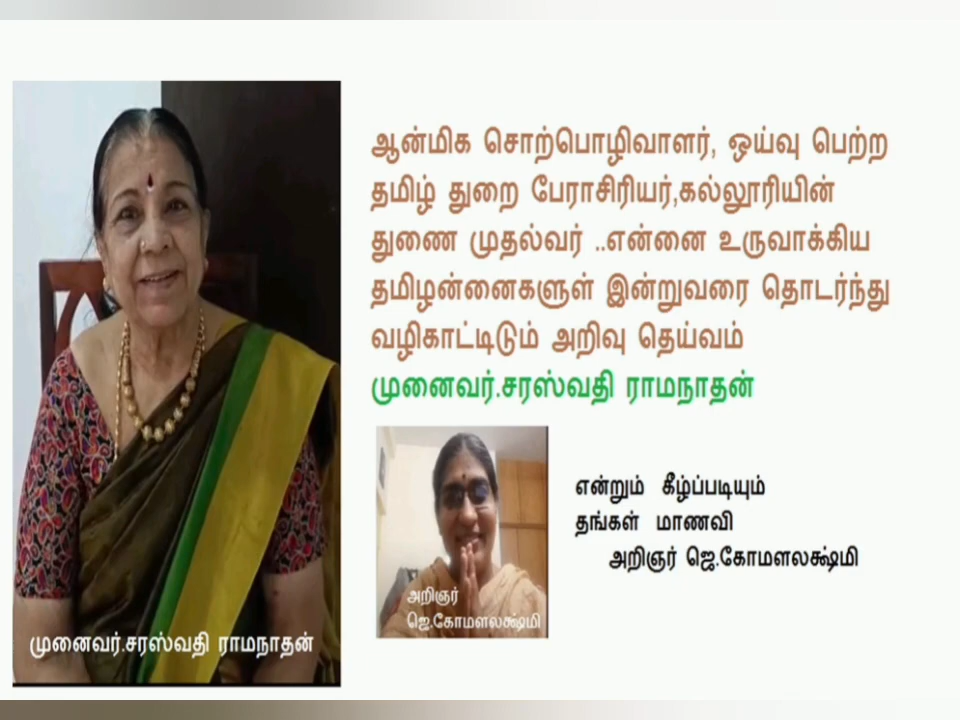 ஆன்மிக சொற்பொழிவாளர், ஒய்வு பெற்ற
தமிழ் துறை பேராசிரியர்,கல்லூரியின்
துணை முதல்வர் ..என்னை உருவாக்கிய
தமிழன்னைகளுள் இன்றுவரை தொடர்ந்து
வழிகாட்டிடும் அறிவு தெய்வம்
முனைவர்.சரஸ்வதி ராமநாதன்
முனைவர்.சரஸ்வதி ராமநாதன்
என்றும் கீழ்ப்படியும்
தங்கள் மாணவி
அறிஞர் ஜெ.கோமளலக்ஷ்மி
அறிஞர்
ஜெ.கோமளலக்ஷ்மி